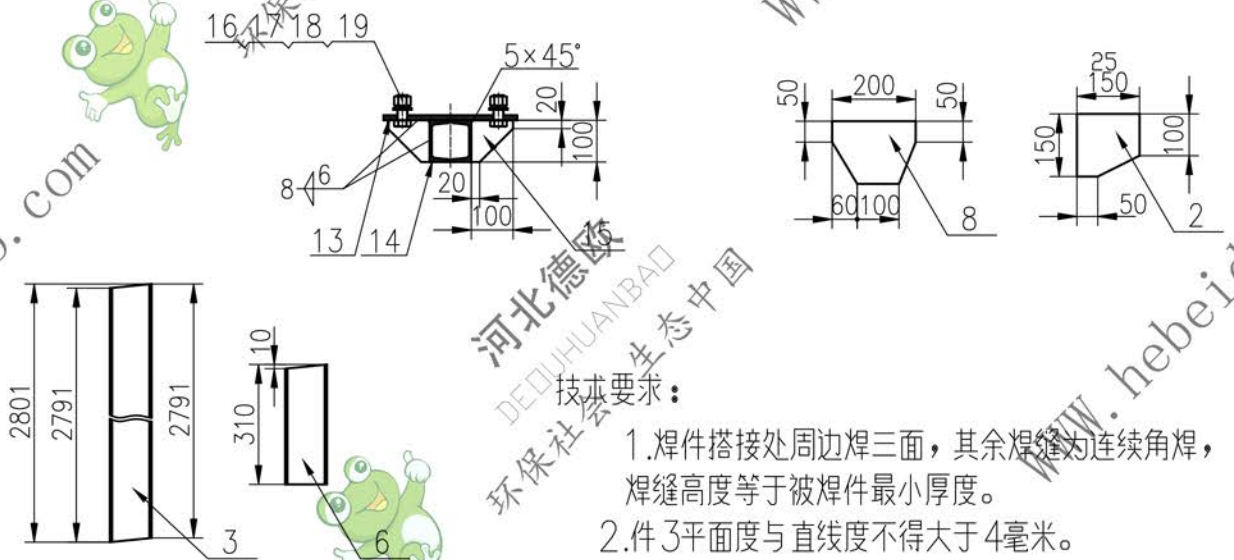 16 17 18 19
5×45°
20
100
8 6
20
100
13 14 15
50
200
50
60 100
8
25
150
150
100
50
2
2801
2791
2791
3
10
310
6
技术要求：
1.焊件搭接处周边焊三面，其余焊缝为连续角焊，
焊缝高度等于被焊件最小厚度。
2.件3平面度与直线度不得大于4毫米。
河北德欧
DEOUHUANBAO
环保社会 生态中国
环保
.com
www.hebeid